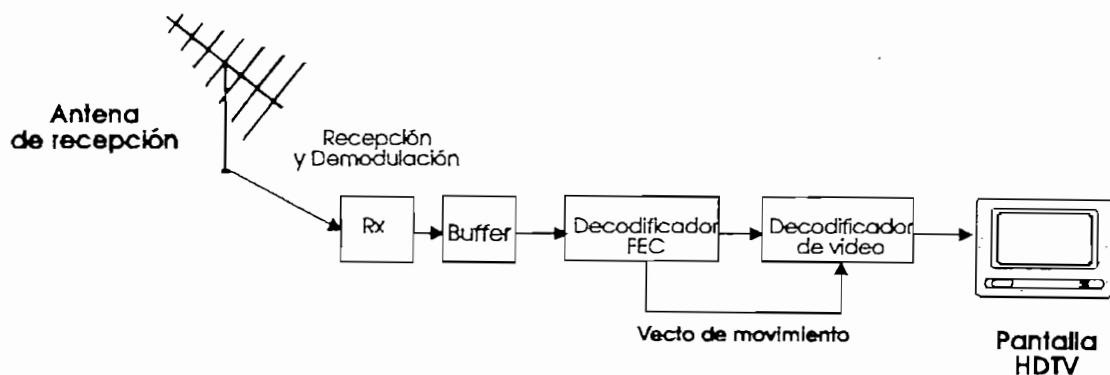 Antena
de recepción
Recepción
y Demodulación
Rx
Buffer
Decodificador
FEC
Decodificador
de video
Vecto de movimiento
Pantalla
HDTV